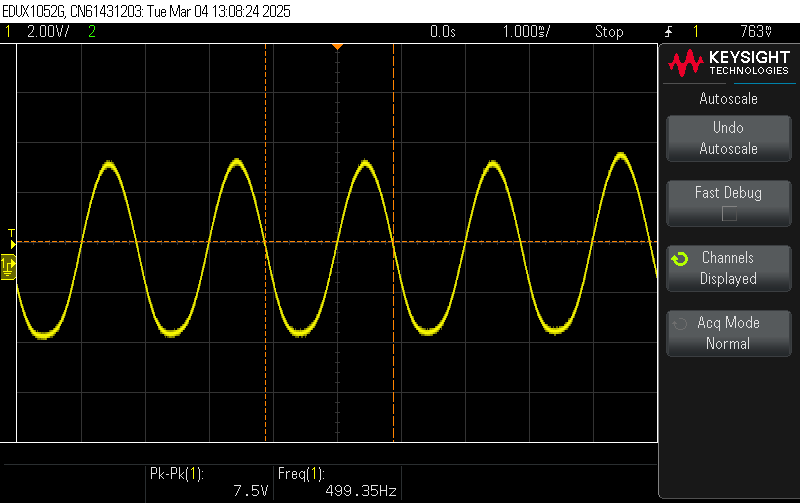 EDUX1052G, CN61431203: Tue Mar 04 13:08:24 2025
1 2.00V/ 2 0.0s 1.000ms/ Stop 1 763mV
KEYSIGHT
TECHNOLOGIES
Autoscale
Undo
Autoscale
Fast Debug
T
Channels
Displayed
1
Acq Mode
Normal
Pk-Pk(1): Freq(1):
7.5V 499.35Hz